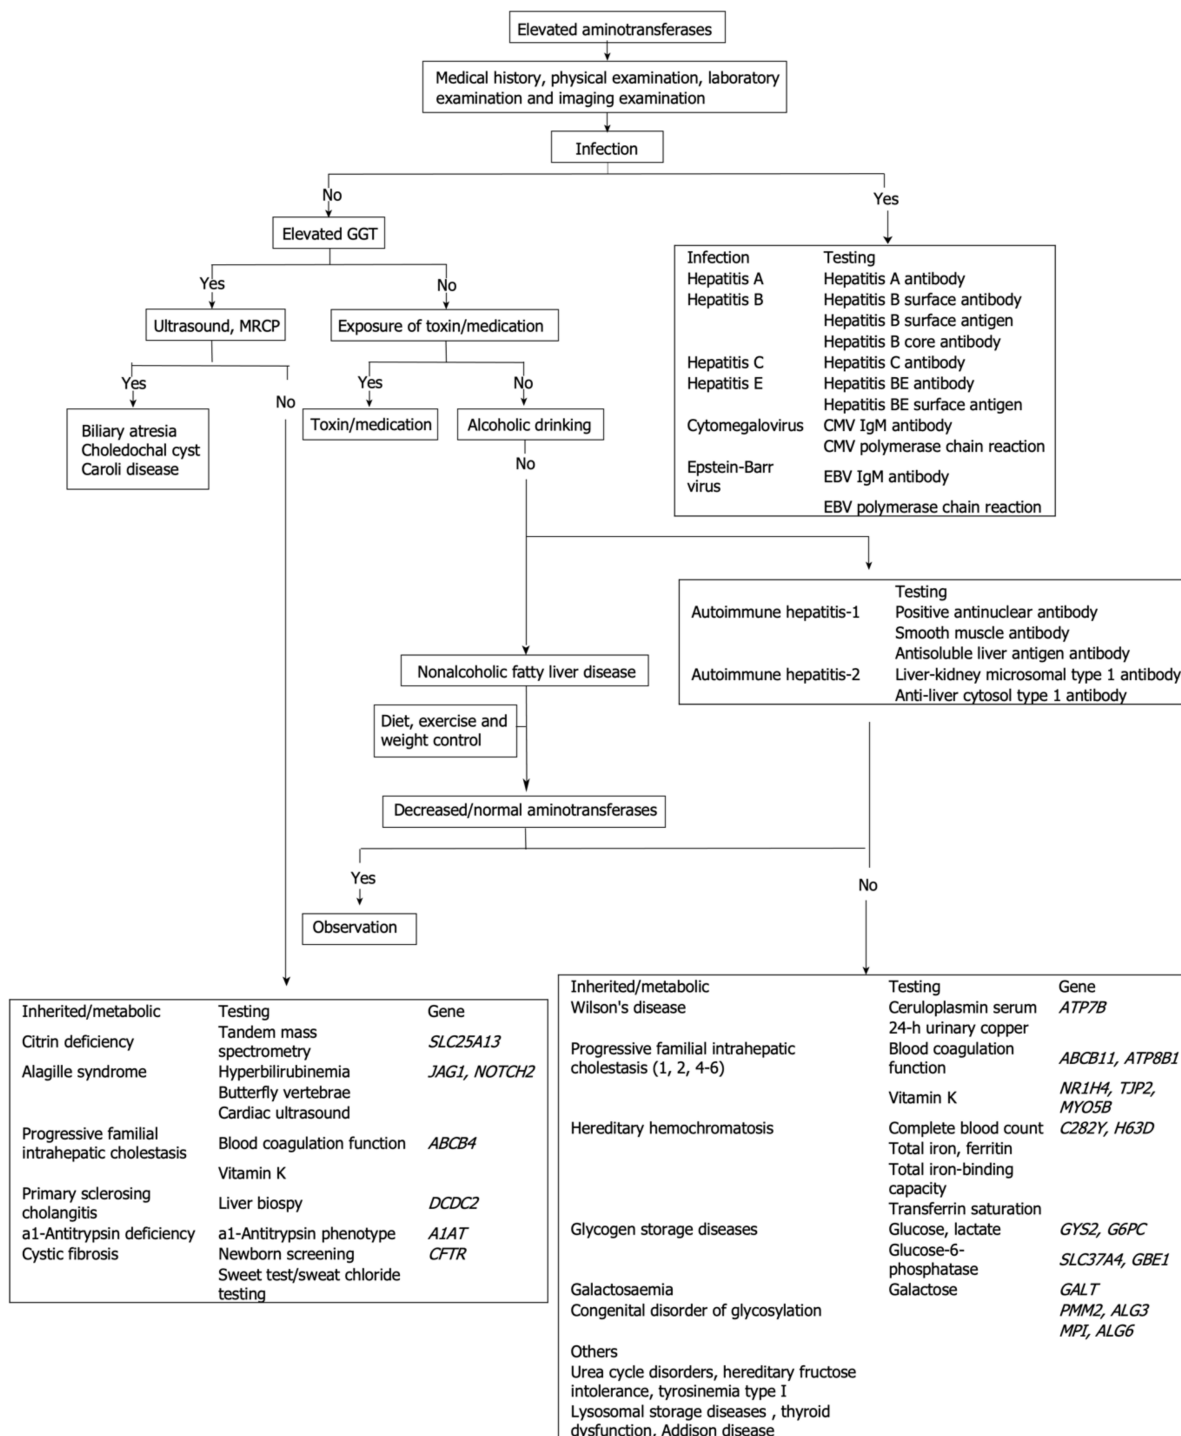 Elevated aminotransferases
Medical history, physical examination, laboratory
examination and imaging examination
Infection
No
Yes
Elevated GGT
Yes
No
Ultrasound, MRCP
Exposure of toxin/medication
Yes
No
Yes
No
Biliary atresia
Choledochal cyst
Caroli disease
Toxin/medication
Alcoholic drinking
No
Infection Testing
Hepatitis A Hepatitis A antibody
Hepatitis B Hepatitis B surface antibody
Hepatitis B surface antigen
Hepatitis B core antibody
Hepatitis C Hepatitis C antibody
Hepatitis E Hepatitis BE antibody
Hepatitis BE surface antigen
Cytomegalovirus CMV IgM antibody
CMV polymerase chain reaction
Epstein-Barr
virus
EBV IgM antibody
EBV polymerase chain reaction
Testing
Autoimmune hepatitis-1 Positive antinuclear antibody
Smooth muscle antibody
Antisoluble liver antigen antibody
Autoimmune hepatitis-2 Liver-kidney microsomal type 1 antibody
Anti-liver cytosol type 1 antibody
Nonalcoholic fatty liver disease
Diet, exercise and
weight control
Decreased/normal aminotransferases
Yes
No
Observation
Inherited/metabolic Testing Gene
Citrin deficiency Tandem mass
spectrometry
SLC25A13
Alagille syndrome Hyperbilirubinemia JAG1, NOTCH2
Butterfly vertebrae
Cardiac ultrasound
Progressive familial
intrahepatic cholestasis
Blood coagulation function ABCB4
Vitamin K
Primary sclerosing
cholangitis
Liver biospy DCDC2
a1-Antitrypsin deficiency a1-Antitrypsin phenotype A1AT
Cystic fibrosis Newborn screening CFTR
Sweet test/sweat chloride
testing
Inherited/metabolic Testing Gene
Wilson's disease Ceruloplasmin serum ATP7B
24-h urinary copper
Progressive familial intrahepatic
cholestasis (1, 2, 4-6)
Blood coagulation
function
ABCB11, ATP8B1
Vitamin K
NR1H4, TJP2,
MYO5B
Hereditary hemochromatosis Complete blood count C282Y, H63D
Total iron, ferritin
Total iron-binding
capacity
Transferrin saturation
Glycogen storage diseases Glucose, lactate GYS2, G6PC
Glucose-6-
phosphatase
SLC37A4, GBE1
Galactosaemia Galactose GALT
Congenital disorder of glycosylation PMM2, ALG3
MPI, ALG6
Others
Urea cycle disorders, hereditary fructose
intolerance, tyrosinemia type I
Lysosomal storage diseases , thyroid
dysfunction, Addison disease